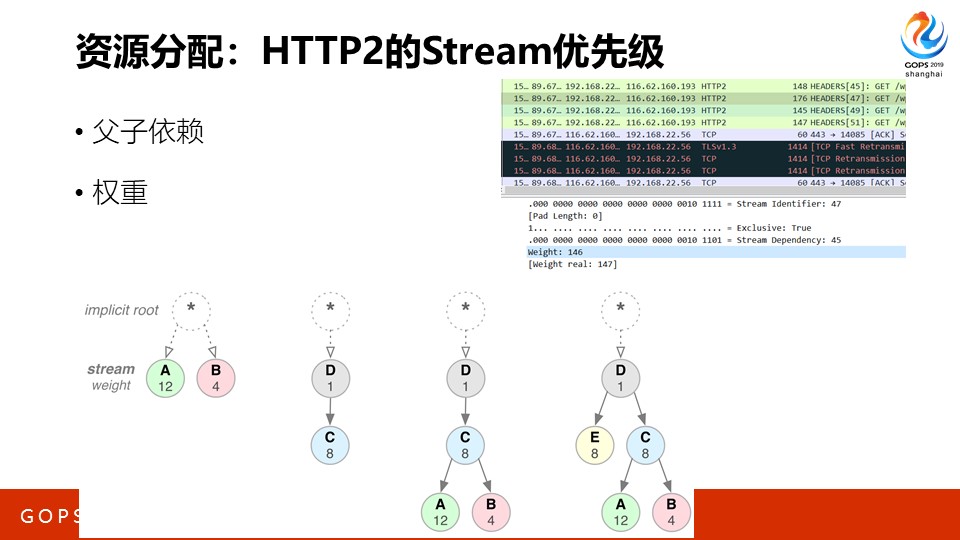 资源分配：HTTP2的Stream优先级
GOPS 2019
shanghai
• 父子依赖
• 权重
15… 89.67… 192.168.22… 116.62.160.193 HTTP2 148 HEADERS[45]: GET /w
15… 89.67… 192.168.22… 116.62.160.193 HTTP2 176 HEADERS[47]: GET /w
15… 89.67… 192.168.22… 116.62.160.193 HTTP2 145 HEADERS[49]: GET /w
15… 89.67… 192.168.22… 116.62.160.193 HTTP2 147 HEADERS[51]: GET /w
15… 89.67… 116.62.160… 192.168.22.56 TCP 60 443 → 14085 [ACK] S
15… 89.68… 116.62.160… 192.168.22.56 TLSv1.3 1414 [TCP Fast Retransmi
15… 89.68… 116.62.160… 192.168.22.56 TCP 1414 [TCP Retransmission
15… 89.68… 116.62.160… 192.168.22.56 TCP 1414 [TCP Retransmission
15… 89.68… 116.62.160… 192.168.22.56 TCP 60 443 → 14085 [ACK] S
.000 0000 0000 0000 0000 0000 0010 1111 = Stream Identifier: 47
[Pad Length: 0]
1... .... .... .... .... .... .... .... = Exclusive: True
.000 0000 0000 0000 0000 0000 0010 1101 = Stream Dependency: 45
Weight: 146
[Weight real: 147]
implicit root * * * *
stream A B D D D
weight 12 4 1 1 1
C C E C
8 8 8 8
A B A B
12 4 12 4
GOPS